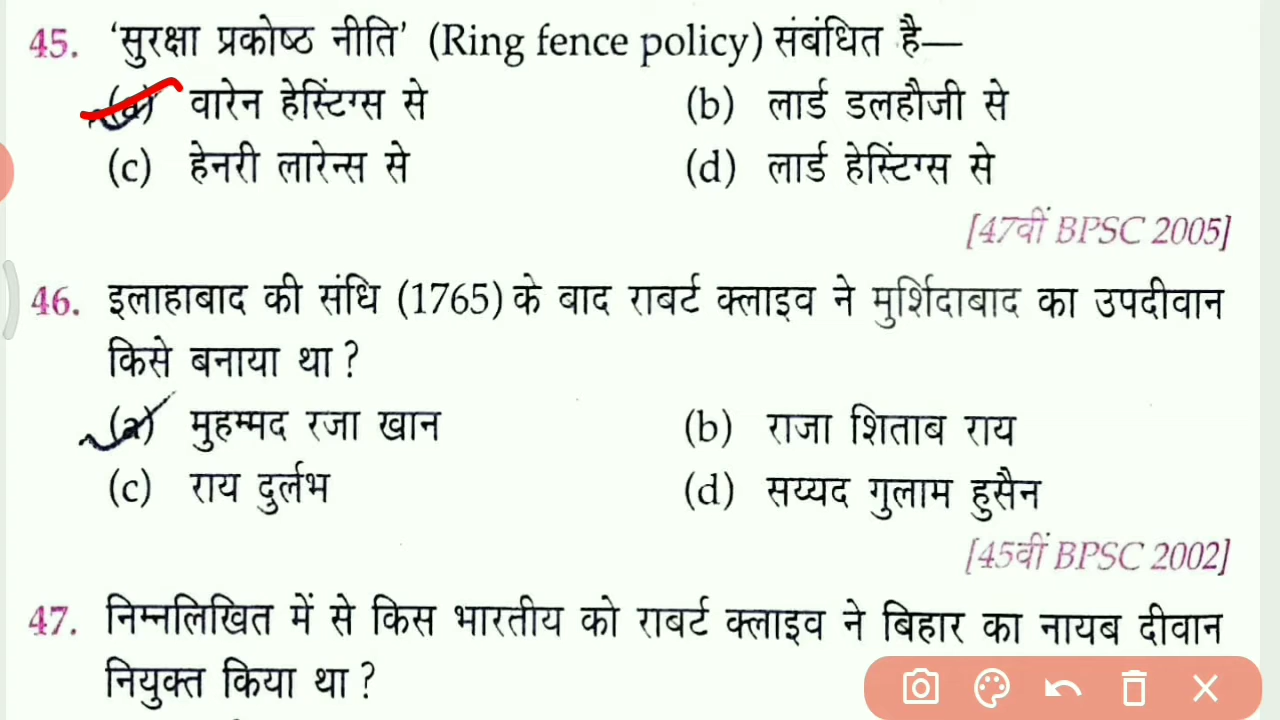 45. 'सुरक्षा प्रकोष्ठ नीति' (Ring fence policy) संबंधित है—
(a) वारेन हेस्टिंग्स से (b) लार्ड डलहौजी से
(c) हेनरी लारेन्स से (d) लार्ड हेस्टिंग्स से
[47वीं BPSC 2005]
46. इलाहाबाद की संधि (1765) के बाद राबर्ट क्लाइव ने मुर्शिदाबाद का उपदीवान
किसे बनाया था ?
(a) मुहम्मद रजा खान (b) राजा शिताब राय
(c) राय दुर्लभ (d) सय्यद गुलाम हुसैन
[45वीं BPSC 2002]
47. निम्नलिखित में से किस भारतीय को राबर्ट क्लाइव ने बिहार का नायब दीवान
नियुक्त किया था ?